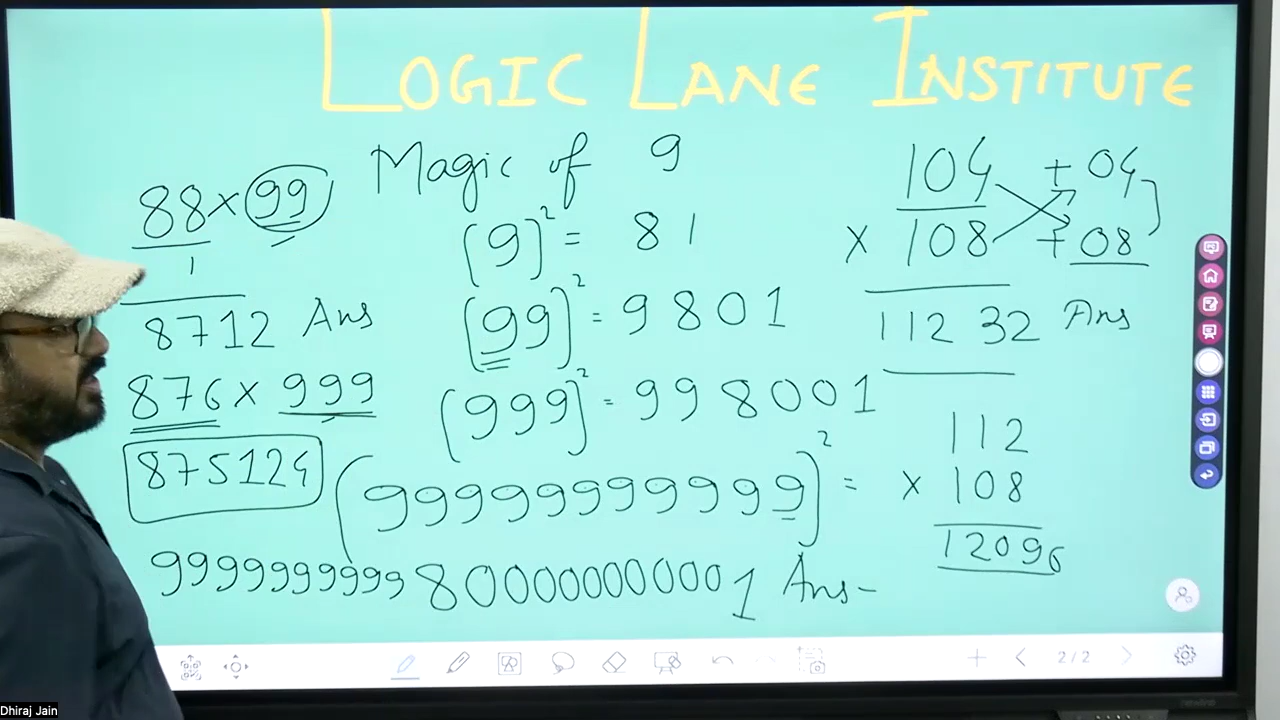 LOGIC LANE INSTITUTE
Magic of 9
88 × 99
1
8712 Ans
876 × 999
875124
(9)² = 81
(99)² = 9801
(999)² = 998001
(99999999999)² =
9999999999800000000001 Ans-
104 + 04
× 108 + 08
112 32 Ans
112
× 108
12096
2/2
Dhiraj Jain